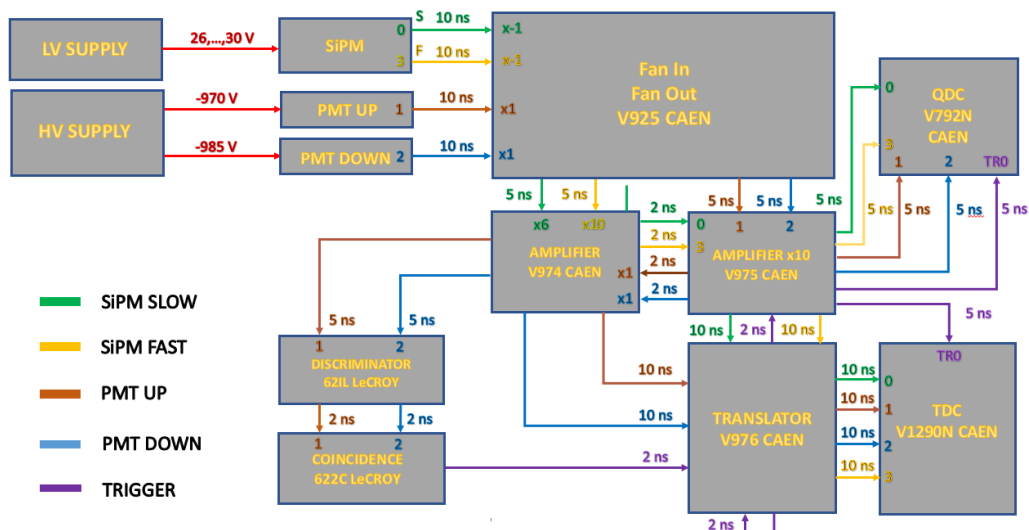 LV SUPPLY
26,...,30 V
SiPM
0
S
10 ns
x-1
3
F
10 ns
x-1
Fan In
Fan Out
V925 CAEN
HV SUPPLY
-970 V
PMT UP
1
10 ns
x1
-985 V
PMT DOWN
2
10 ns
x1
0
QDC
V792N
CAEN
3
1
2
TR0
5 ns
5 ns
5 ns
5 ns
5 ns
5 ns
5 ns
5 ns
5 ns
x6
x10
AMPLIFIER
V974 CAEN
x1
x1
2 ns
2 ns
2 ns
2 ns
0
1
2
3
AMPLIFIER x10
V975 CAEN
5 ns
SiPM SLOW
SiPM FAST
PMT UP
PMT DOWN
TRIGGER
5 ns
5 ns
1
2
DISCRIMINATOR
62IL LeCROY
2 ns
2 ns
1
2
COINCIDENCE
622C LeCROY
10 ns
2 ns
10 ns
10 ns
10 ns
2 ns
TRANSLATOR
V976 CAEN
2 ns
10 ns
10 ns
10 ns
10 ns
TR0
0
1
2
3
TDC
V1290N CAEN